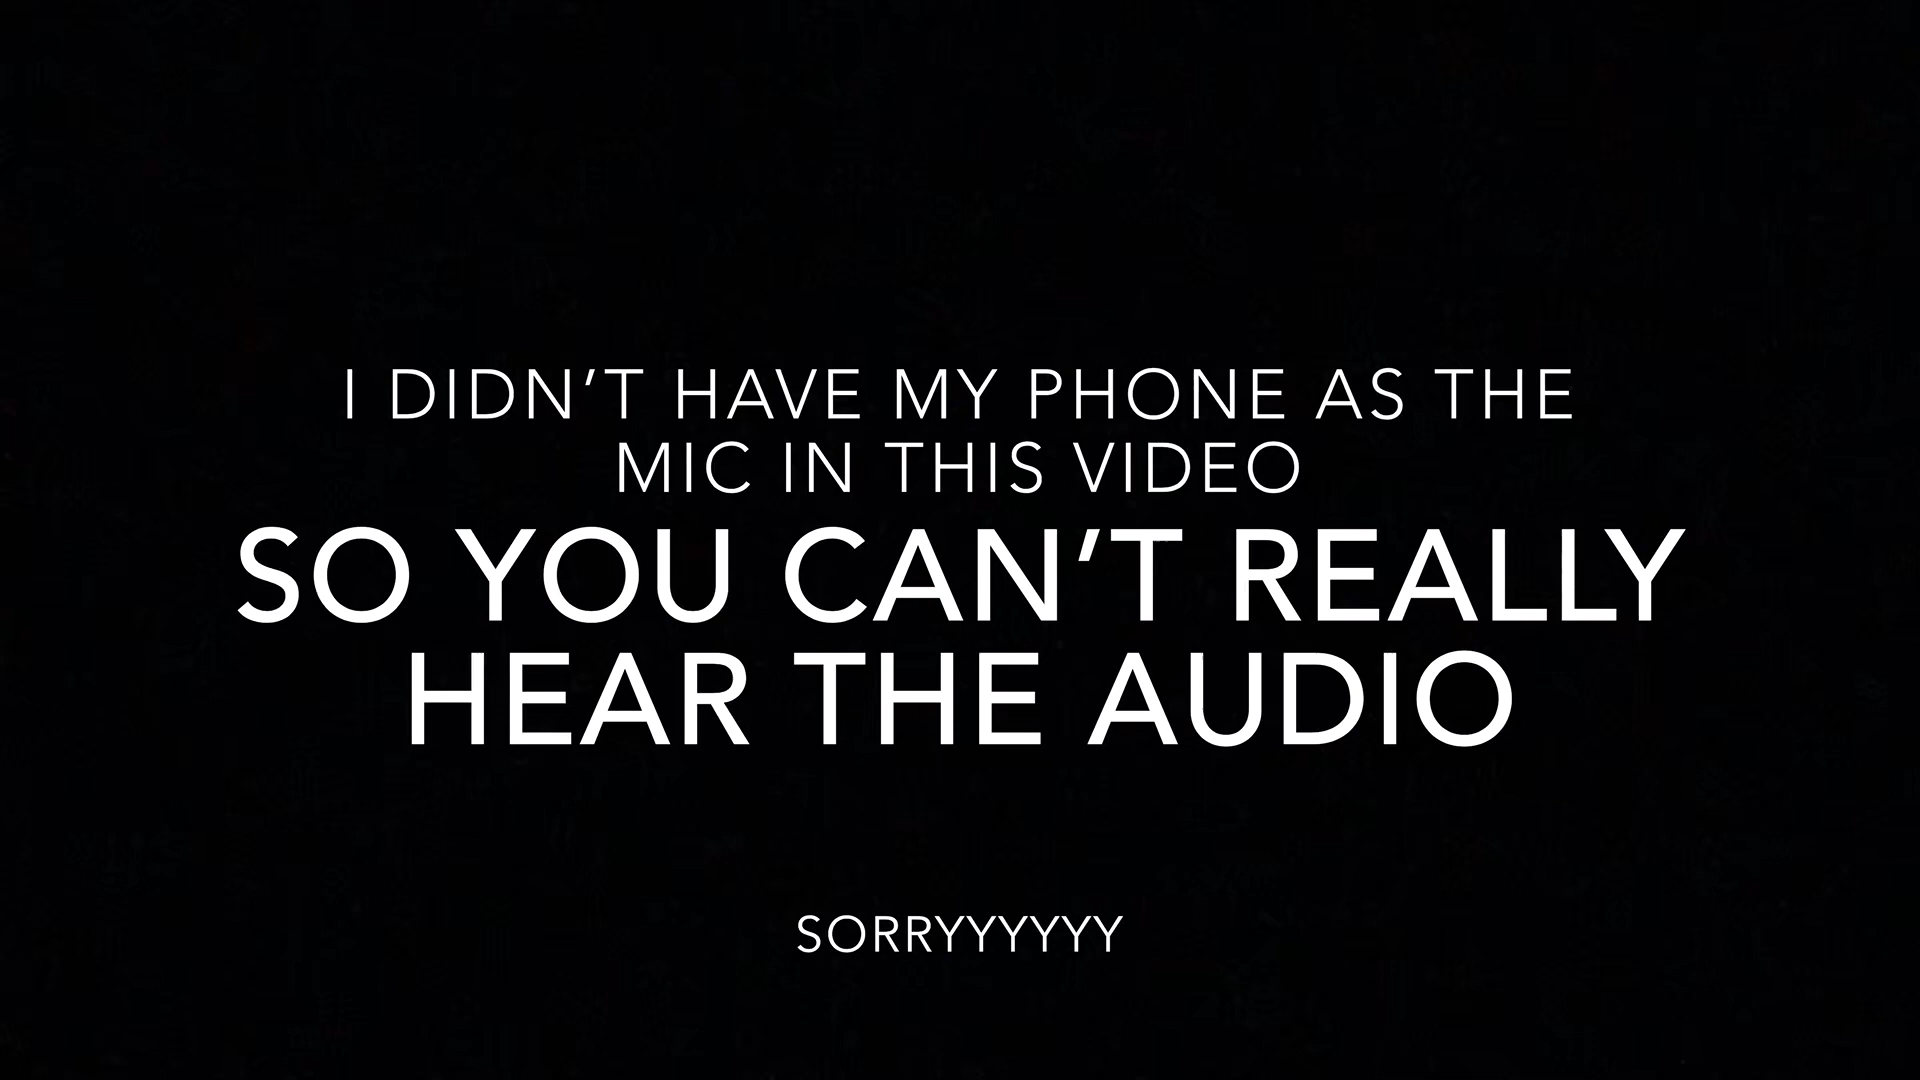 I DIDN’T HAVE MY PHONE AS THE
MIC IN THIS VIDEO
SO YOU CAN’T REALLY
HEAR THE AUDIO
SORRYYYYYY